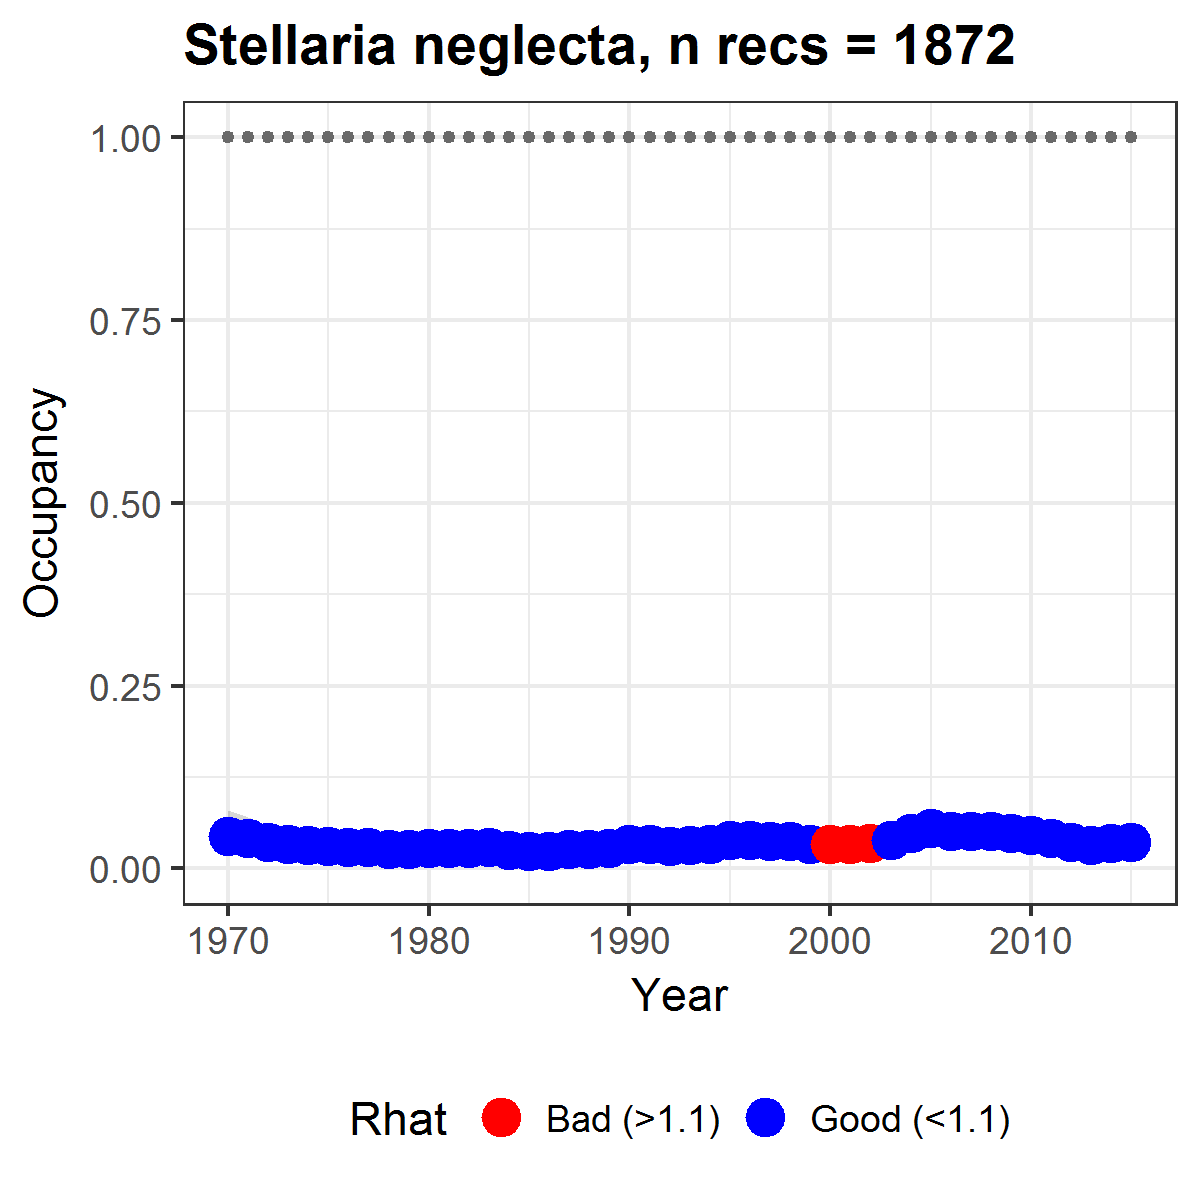 Stellaria neglecta, n recs = 1872
1.00
0.75
0.50
0.25
0.00
Occupancy
1970 1980 1990 2000 2010
Year
Rhat Bad (>1.1) Good (<1.1)